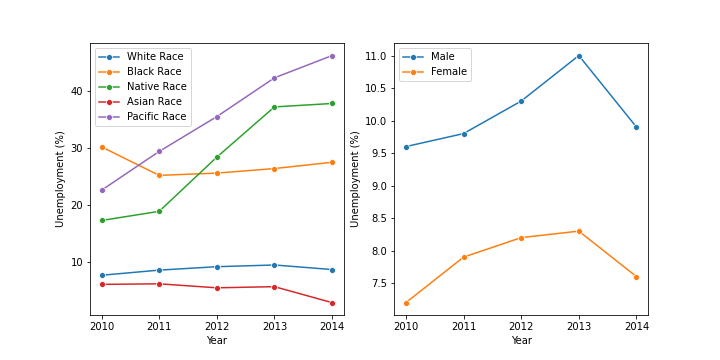 White Race
Black Race
Native Race
Asian Race
Pacific Race
Unemployment (%)
40
30
20
10
2010 2011 2012 2013 2014
Year
Male
Female
Unemployment (%)
11.0
10.5
10.0
9.5
9.0
8.5
8.0
7.5
2010 2011 2012 2013 2014
Year